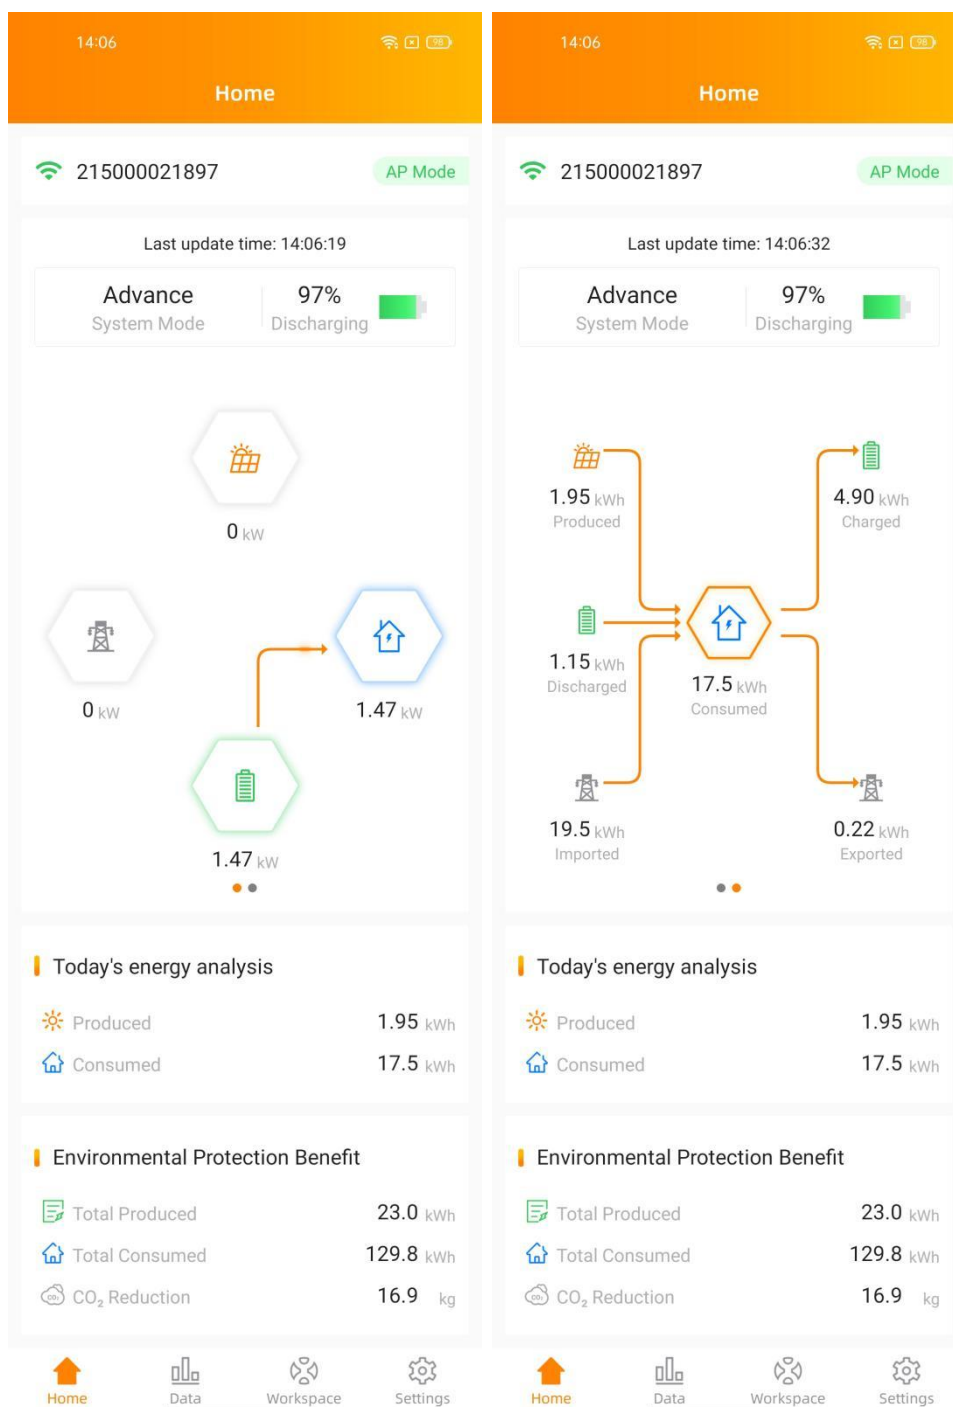 14:06
98
Home
215000021897
AP Mode
Last update time: 14:06:19
Advance
System Mode
97%
Discharging
0 kW
0 kW
1.47 kW
1.47 kW
Today's energy analysis
Produced 1.95 kWh
Consumed 17.5 kWh
Environmental Protection Benefit
Total Produced 23.0 kWh
Total Consumed 129.8 kWh
CO₂ Reduction 16.9 kg
Home Data Workspace Settings
14:06
98
Home
215000021897
AP Mode
Last update time: 14:06:32
Advance
System Mode
97%
Discharging
1.95 kWh
Produced
4.90 kWh
Charged
1.15 kWh
Discharged
17.5 kWh
Consumed
19.5 kWh
Imported
0.22 kWh
Exported
Today's energy analysis
Produced 1.95 kWh
Consumed 17.5 kWh
Environmental Protection Benefit
Total Produced 23.0 kWh
Total Consumed 129.8 kWh
CO₂ Reduction 16.9 kg
Home Data Workspace Settings